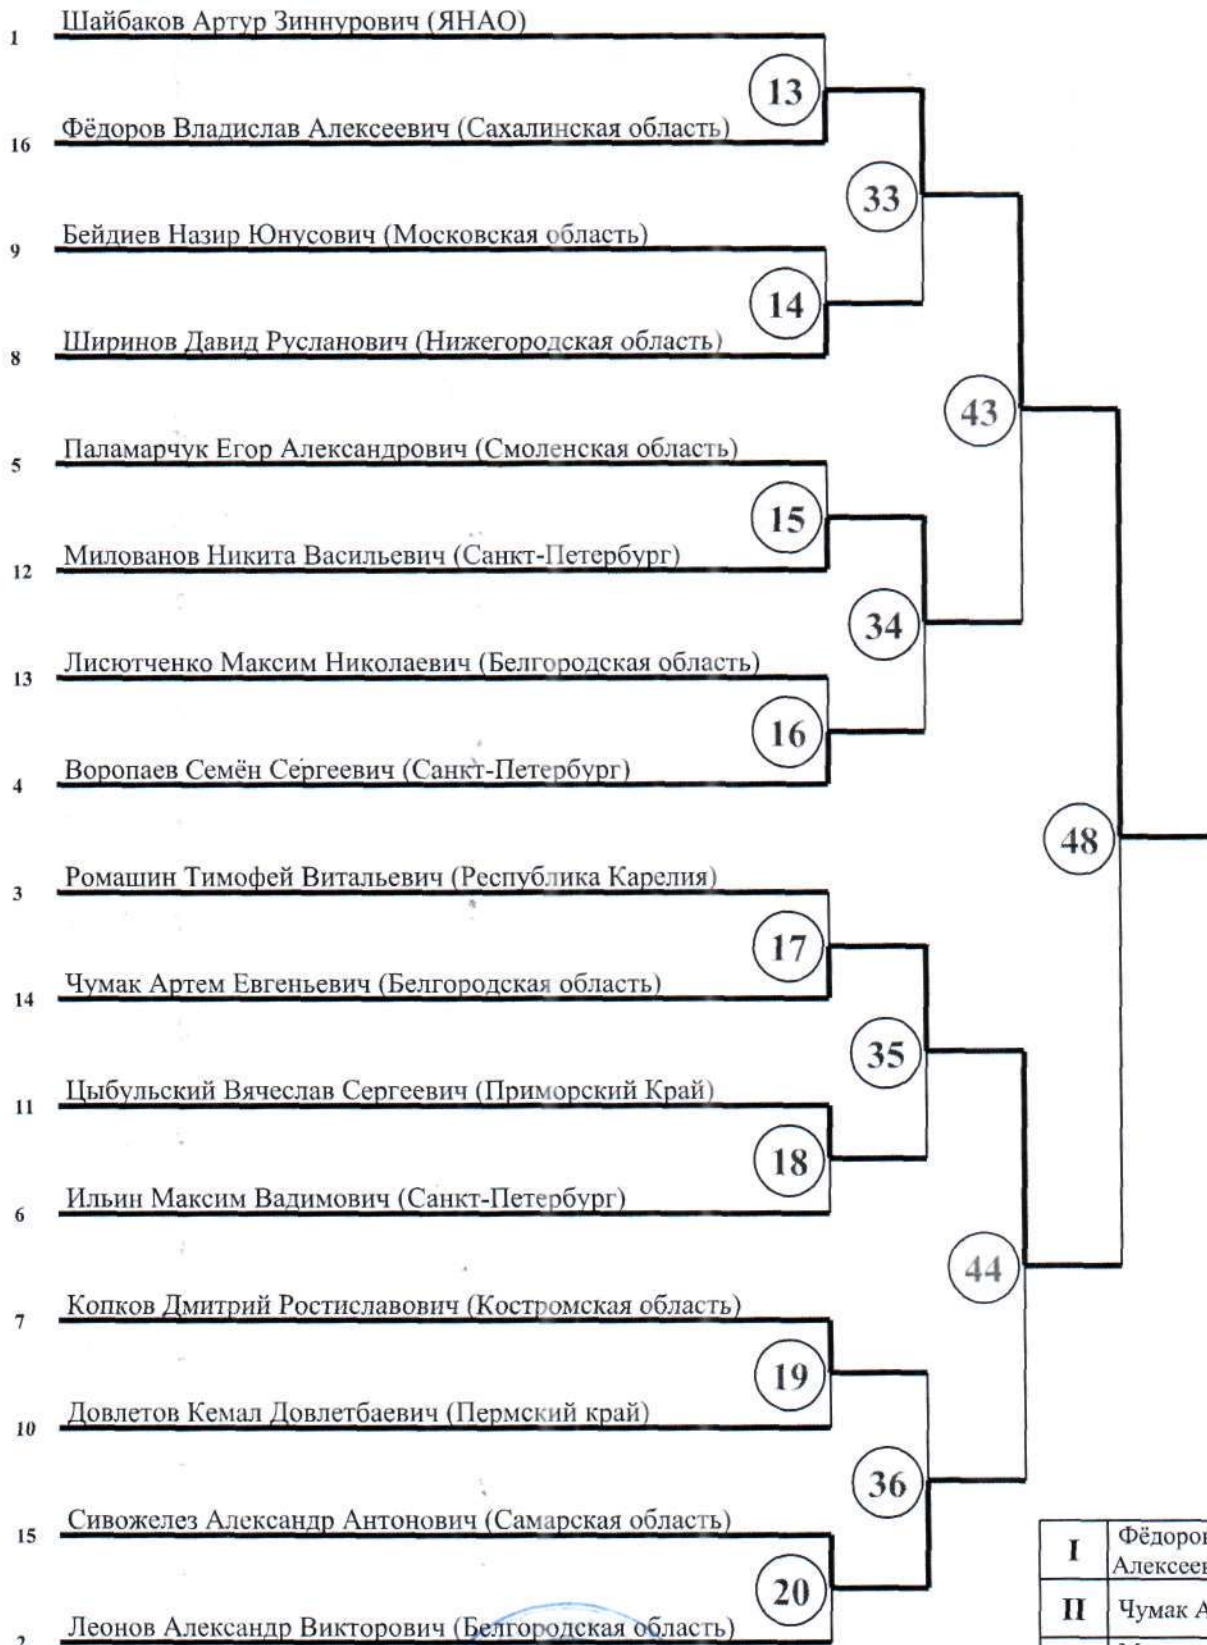 1 Шайбаков Артур Зиннурович (ЯНАО)
13
16 Фёдоров Владислав Алексеевич (Сахалинская область)
33
9 Бейдиев Назир Юнусович (Московская область)
14
8 Ширинов Давид Русланович (Нижегородская область)
43
5 Паламарчук Егор Александрович (Смоленская область)
15
12 Милованов Никита Васильевич (Санкт-Петербург)
34
13 Лисютченко Максим Николаевич (Белгородская область)
16
4 Воропаев Семён Сергеевич (Санкт-Петербург)
48
3 Ромашин Тимофей Витальевич (Республика Карелия)
17
14 Чумак Артем Евгеньевич (Белгородская область)
35
11 Цыбульский Вячеслав Сергеевич (Приморский Край)
18
6 Ильин Максим Вадимович (Санкт-Петербург)
44
7 Копков Дмитрий Ростиславович (Костромская область)
19
10 Довлетов Кемал Довлетбаевич (Пермский край)
36
15 Сивожелез Александр Антонович (Самарская область)
20
2 Леонов Александр Викторович (Белгородская область)
I Фёдоров
Алексеев
II Чумак А